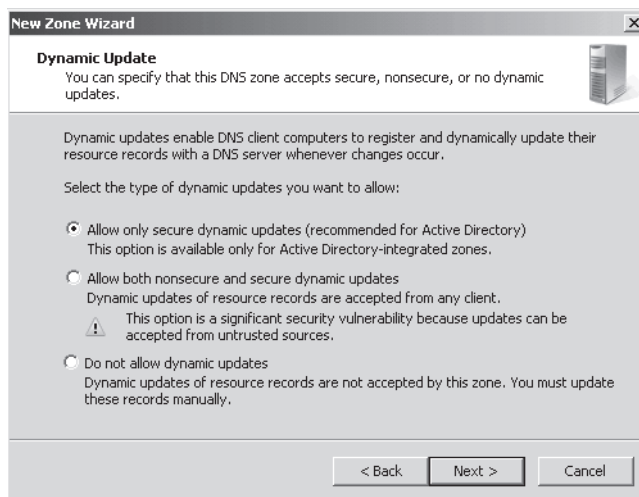 New Zone Wizard
Dynamic Update
You can specify that this DNS zone accepts secure, nonsecure, or no dynamic
updates.
Dynamic updates enable DNS client computers to register and dynamically update their
resource records with a DNS server whenever changes occur.
Select the type of dynamic updates you want to allow:
Allow only secure dynamic updates (recommended for Active Directory)
This option is available only for Active Directory-integrated zones.
Allow both nonsecure and secure dynamic updates
Dynamic updates of resource records are accepted from any client.
This option is a significant security vulnerability because updates can be
accepted from untrusted sources.
Do not allow dynamic updates
Dynamic updates of resource records are not accepted by this zone. You must update
these records manually.
< Back Next > Cancel